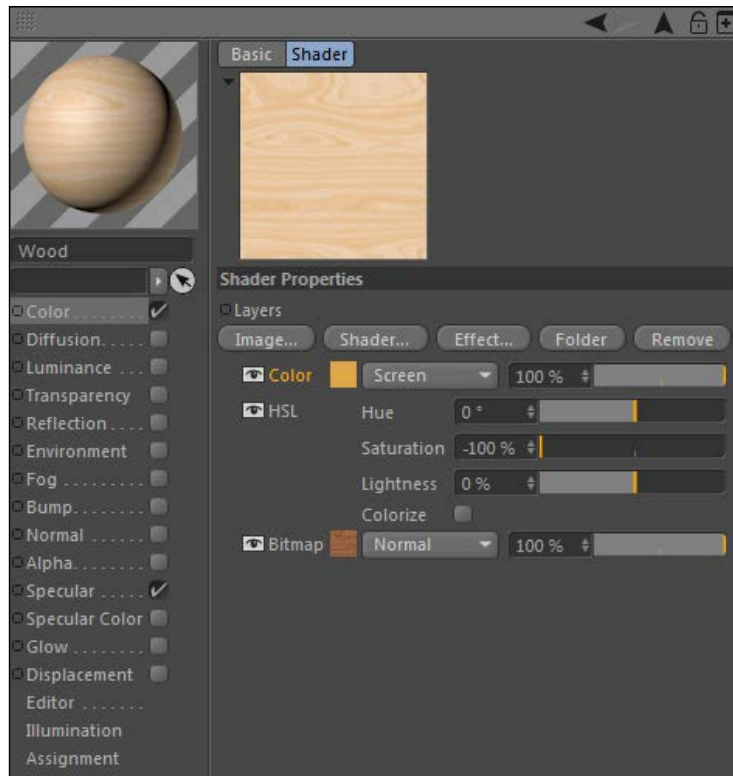 Basic Shader
Wood
Shader Properties
Color . . . . . . . .
Diffusion . . . . .
Luminance . . .
Transparency
Reflection . . . .
Environment
Fog . . . . . . . . .
Bump . . . . . . . .
Normal . . . . . .
Alpha . . . . . . . .
Specular . . . . .
Specular Color
Glow . . . . . . . .
Displacement
Editor . . . . . . .
Illumination
Assignment
Layers
Image... Shader... Effect... Folder Remove
Color Screen 100 %
HSL Hue 0 °
Saturation -100 %
Lightness 0 %
Colorize
Bitmap Normal 100 %